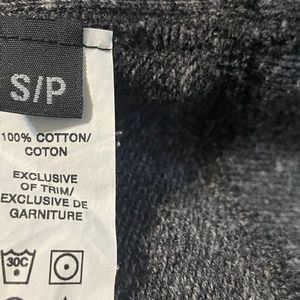 S/P
100% COTTON/
COTON
EXCLUSIVE
OF TRIM/
EXCLUSIVE DE
GARNITURE
30C